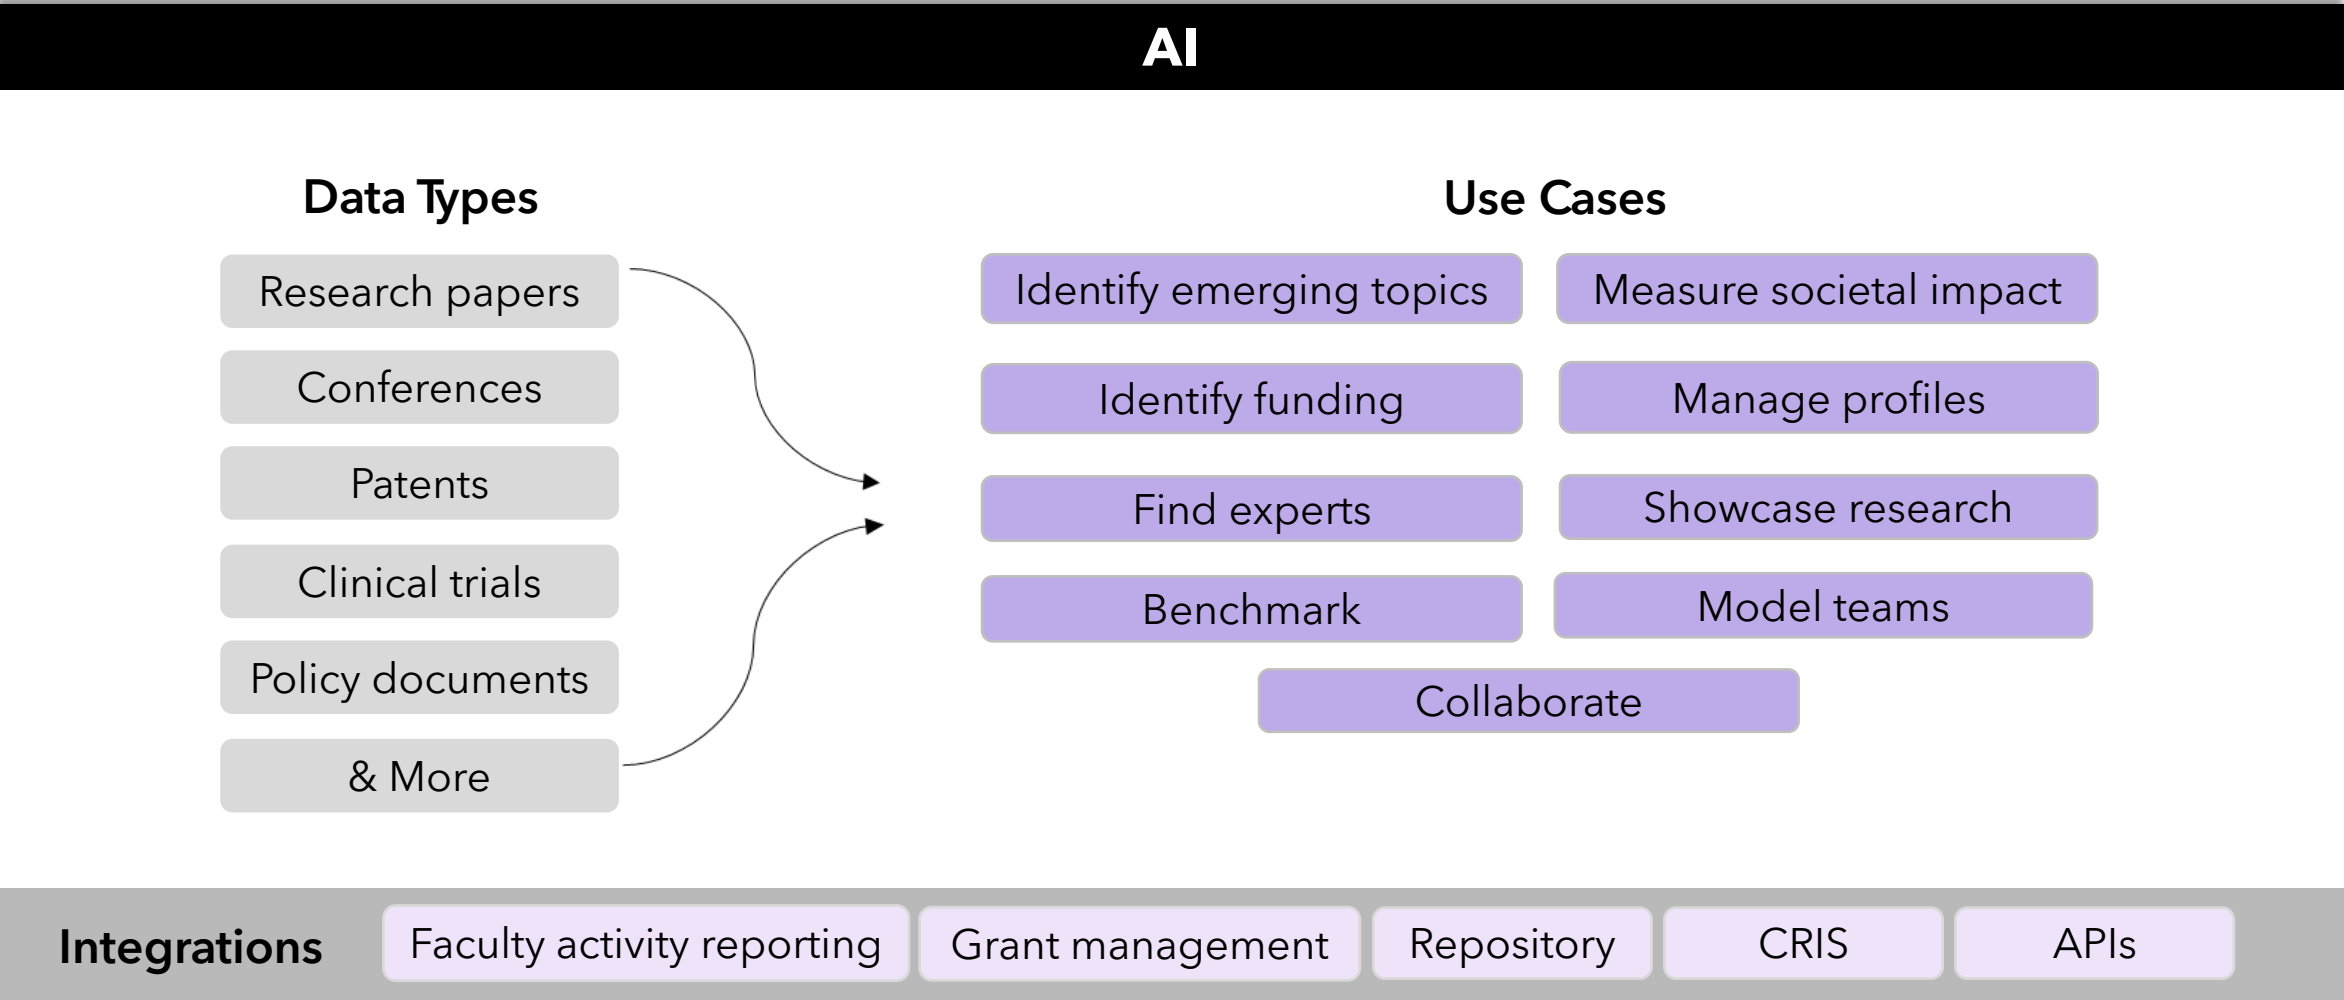 AI
Data Types
Research papers
Conferences
Patents
Clinical trials
Policy documents
& More
Use Cases
Identify emerging topics
Measure societal impact
Identify funding
Manage profiles
Find experts
Showcase research
Benchmark
Model teams
Collaborate
Integrations
Faculty activity reporting
Grant management
Repository
CRIS
APIs